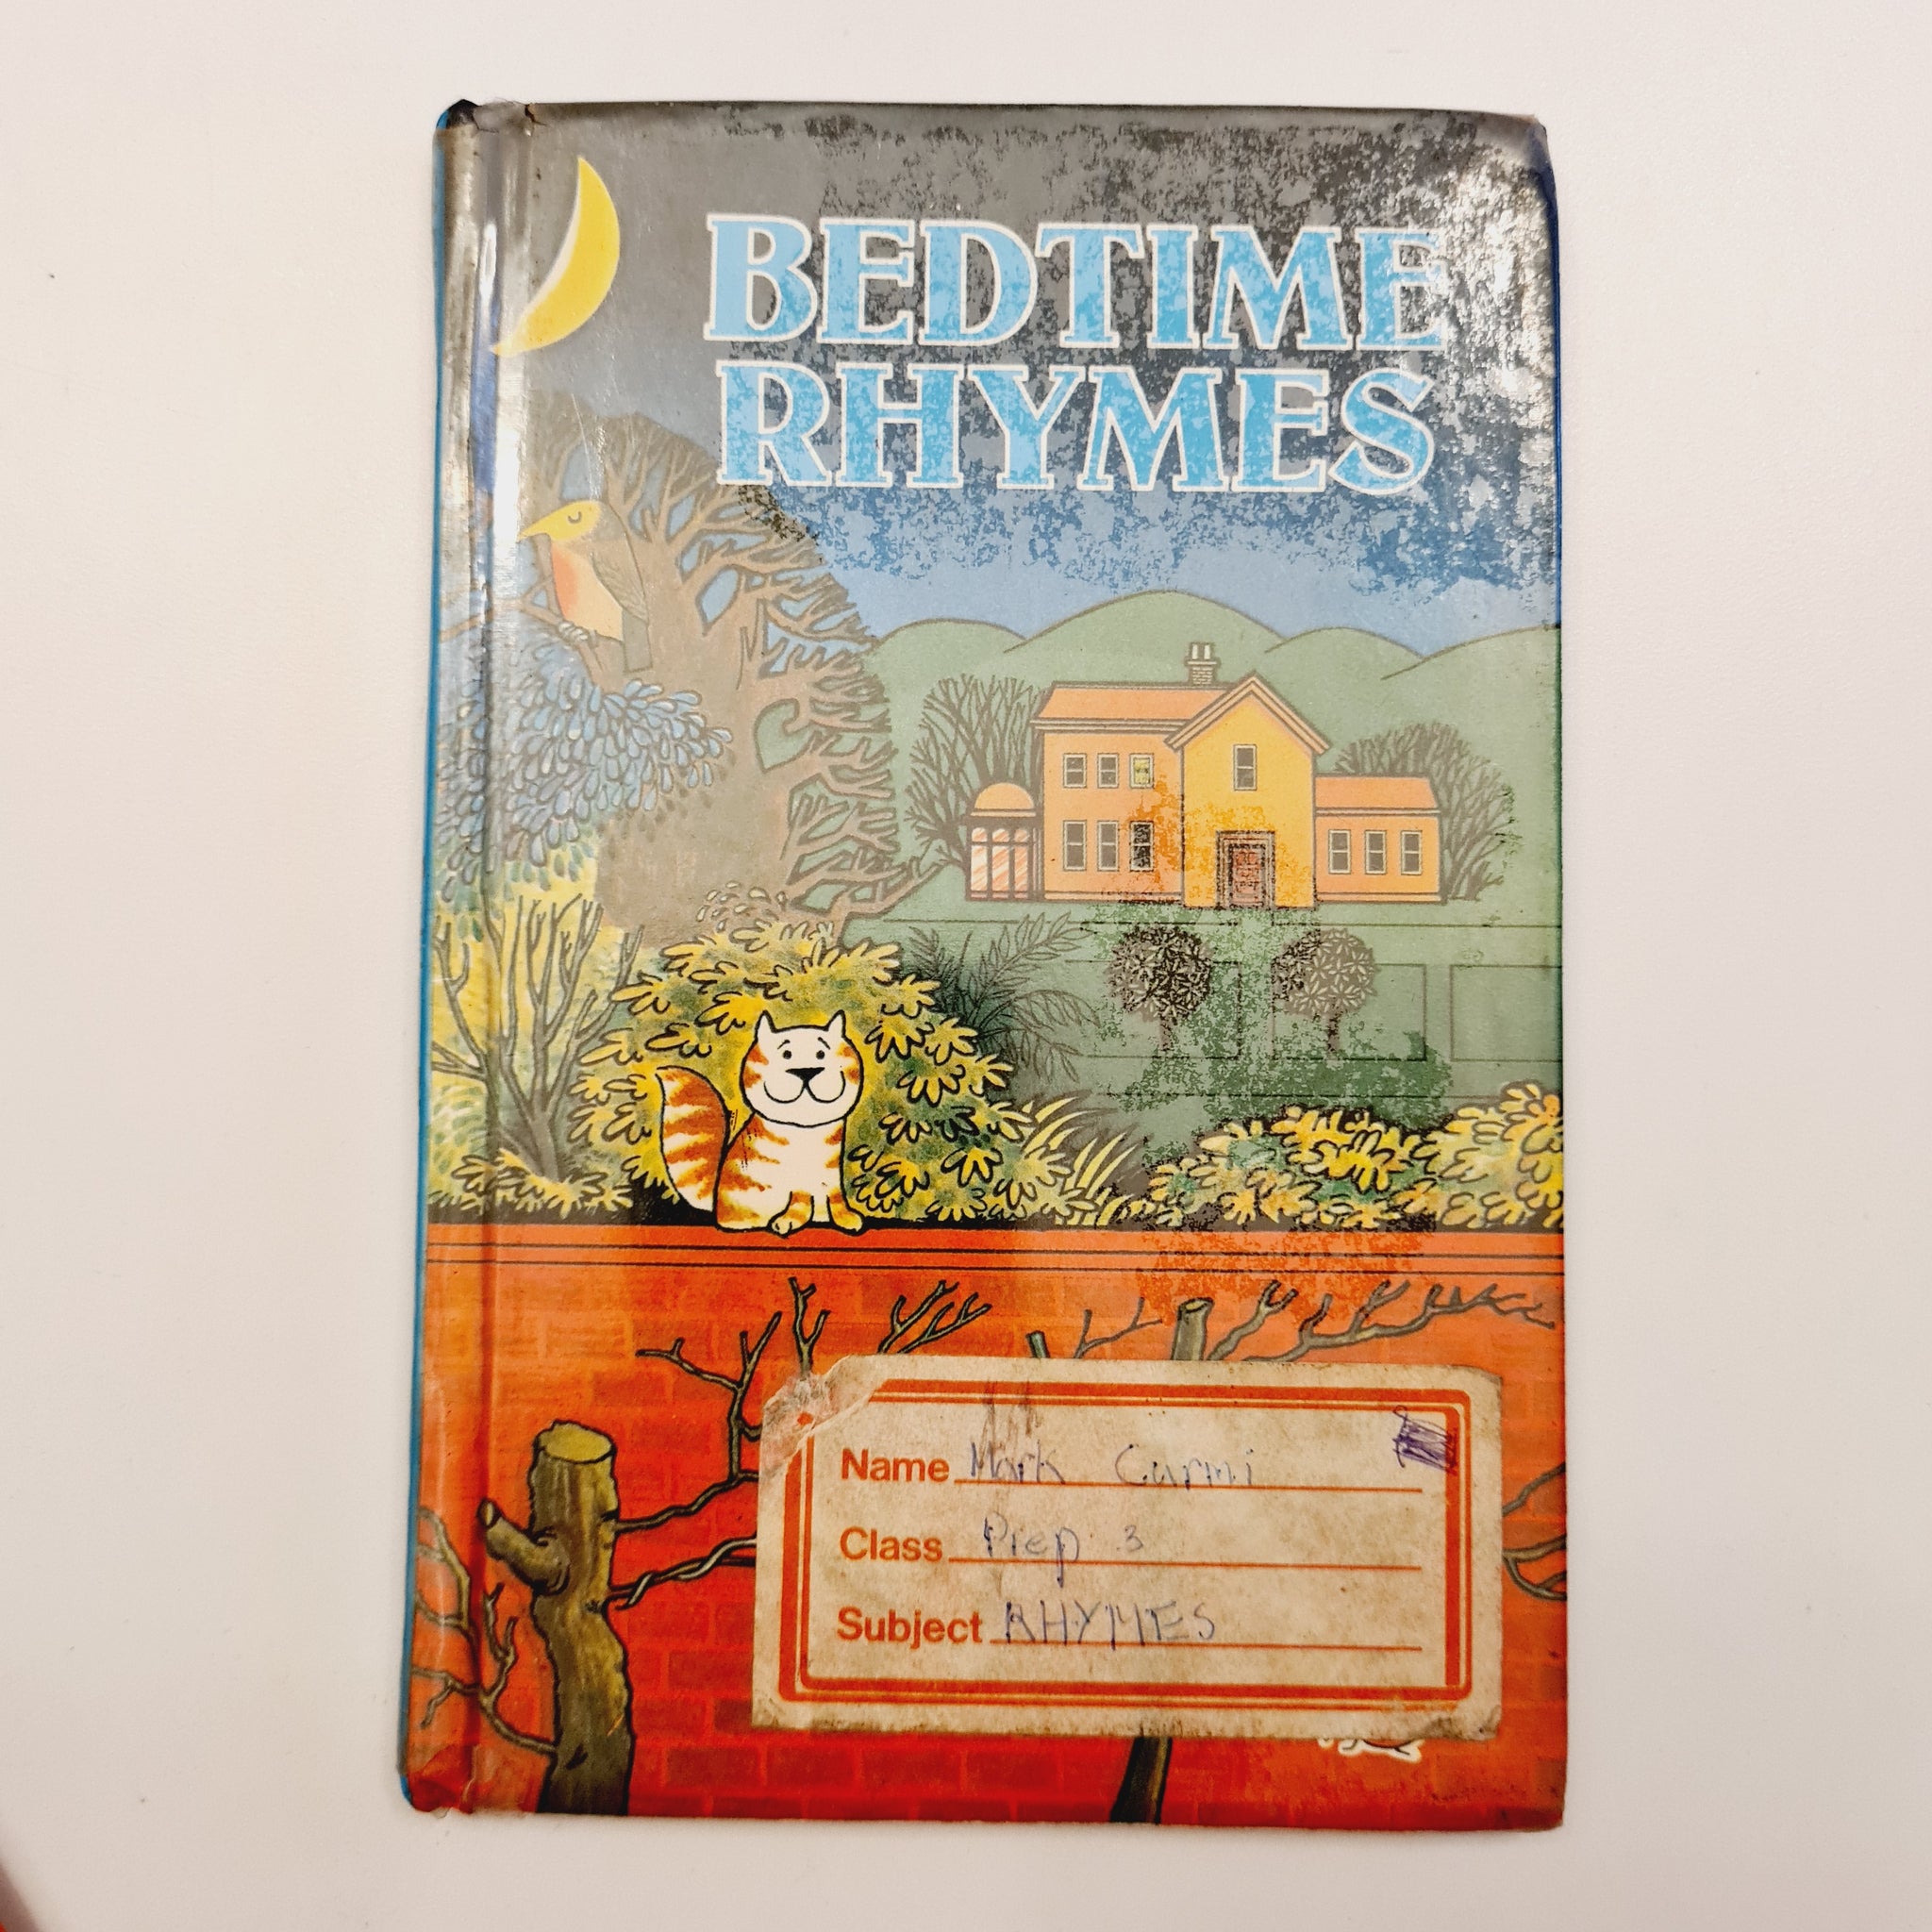 BEDTIME
RHYMES
Name Mark Curmi
Class Prep 3
Subject RHYMES